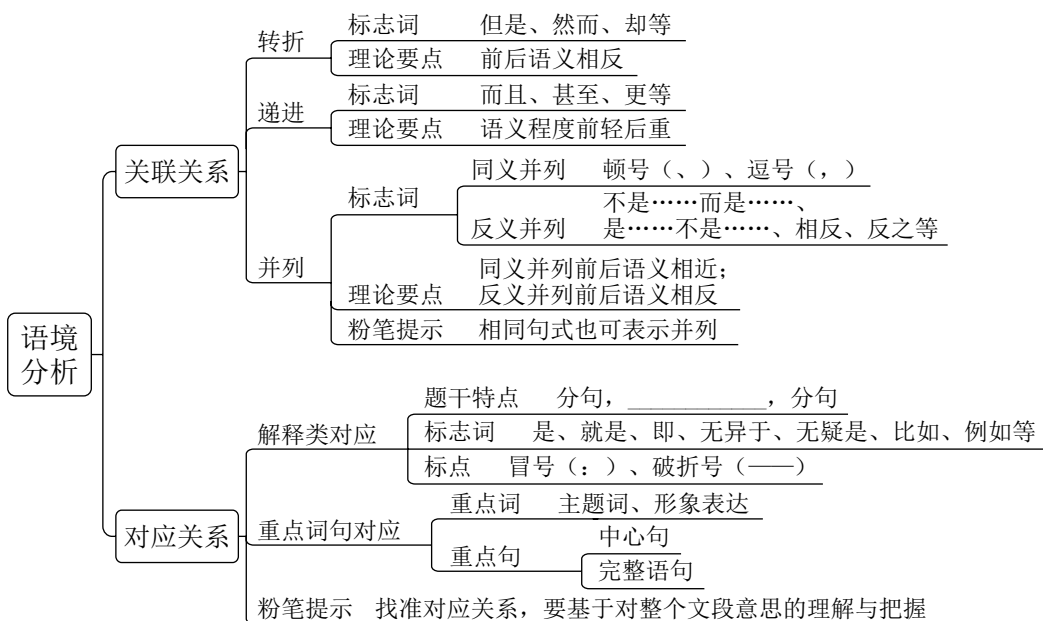 转折
标志词 但是、然而、却等
理论要点 前后语义相反
递进
标志词 而且、甚至、更等
理论要点 语义程度前轻后重
关联关系
同义并列 顿号(、)、逗号(,)
标志词
不是……而是……、
反义并列 是……不是……、相反、反之等
并列
同义并列前后语义相近;
理论要点 反义并列前后语义相反
粉笔提示 相同句式也可表示并列
语境
分析
题干特点 分句,____________,分句
解释类对应
标志词 是、就是、即、无异于、无疑是、比如、例如等
标点 冒号(:)、破折号(——)
对应关系
重点词句对应
重点词 主题词、形象表达
中心句
重点句
完整语句
粉笔提示 找准对应关系,要基于对整个文段意思的理解与把握